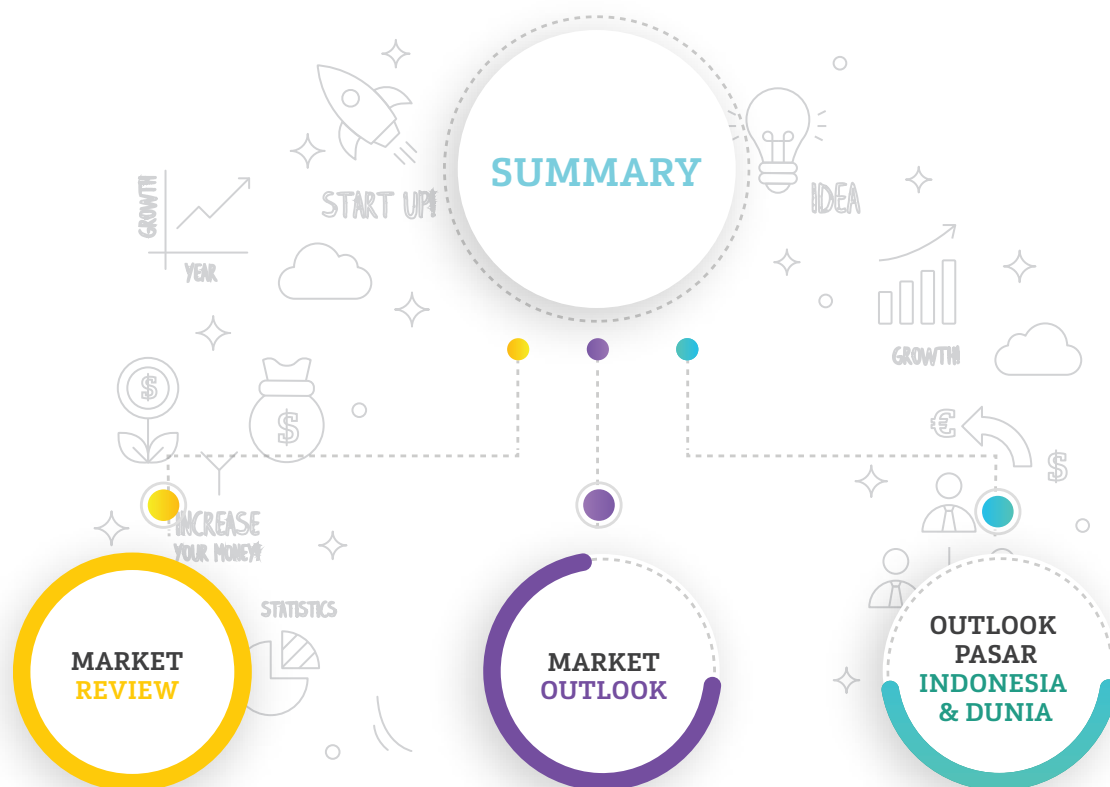 SUMMARY
START UP!
IDEA
GROWTH
YEAR
GROWTH!
$
$
€
$
INCREASE
YOUR MONEY!
STATISTICS
MARKET
REVIEW
MARKET
OUTLOOK
OUTLOOK
PASAR
INDONESIA
& DUNIA